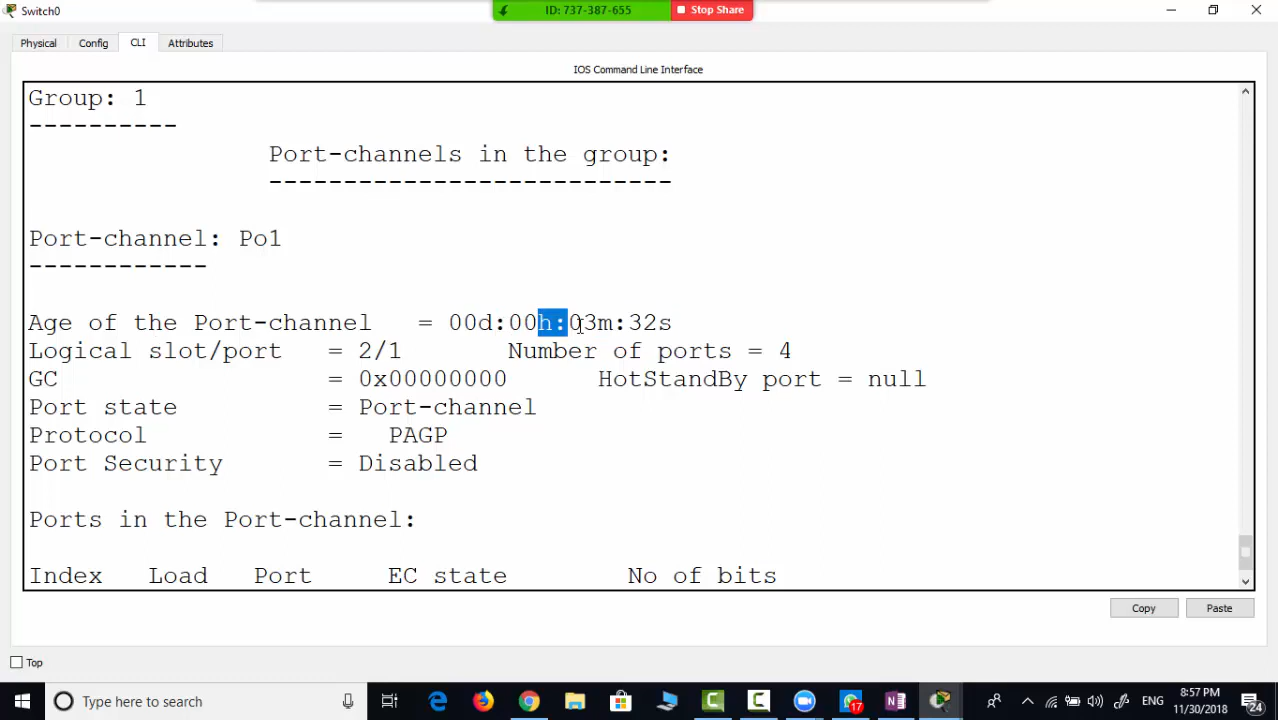 Switch0
ID: 737-387-655
Stop Share
Physical Config CLI Attributes
IOS Command Line Interface
Group: 1
----------
Port-channels in the group:
---------------------------
Port-channel: Po1
------------
Age of the Port-channel = 00d:00h:03m:32s
Logical slot/port = 2/1 Number of ports = 4
GC = 0x00000000 HotStandBy port = null
Port state = Port-channel
Protocol = PAGP
Port Security = Disabled
Ports in the Port-channel:
Index Load Port EC state No of bits
Copy Paste
Top
Type here to search
17
ENG
8:57 PM
11/30/2018
24